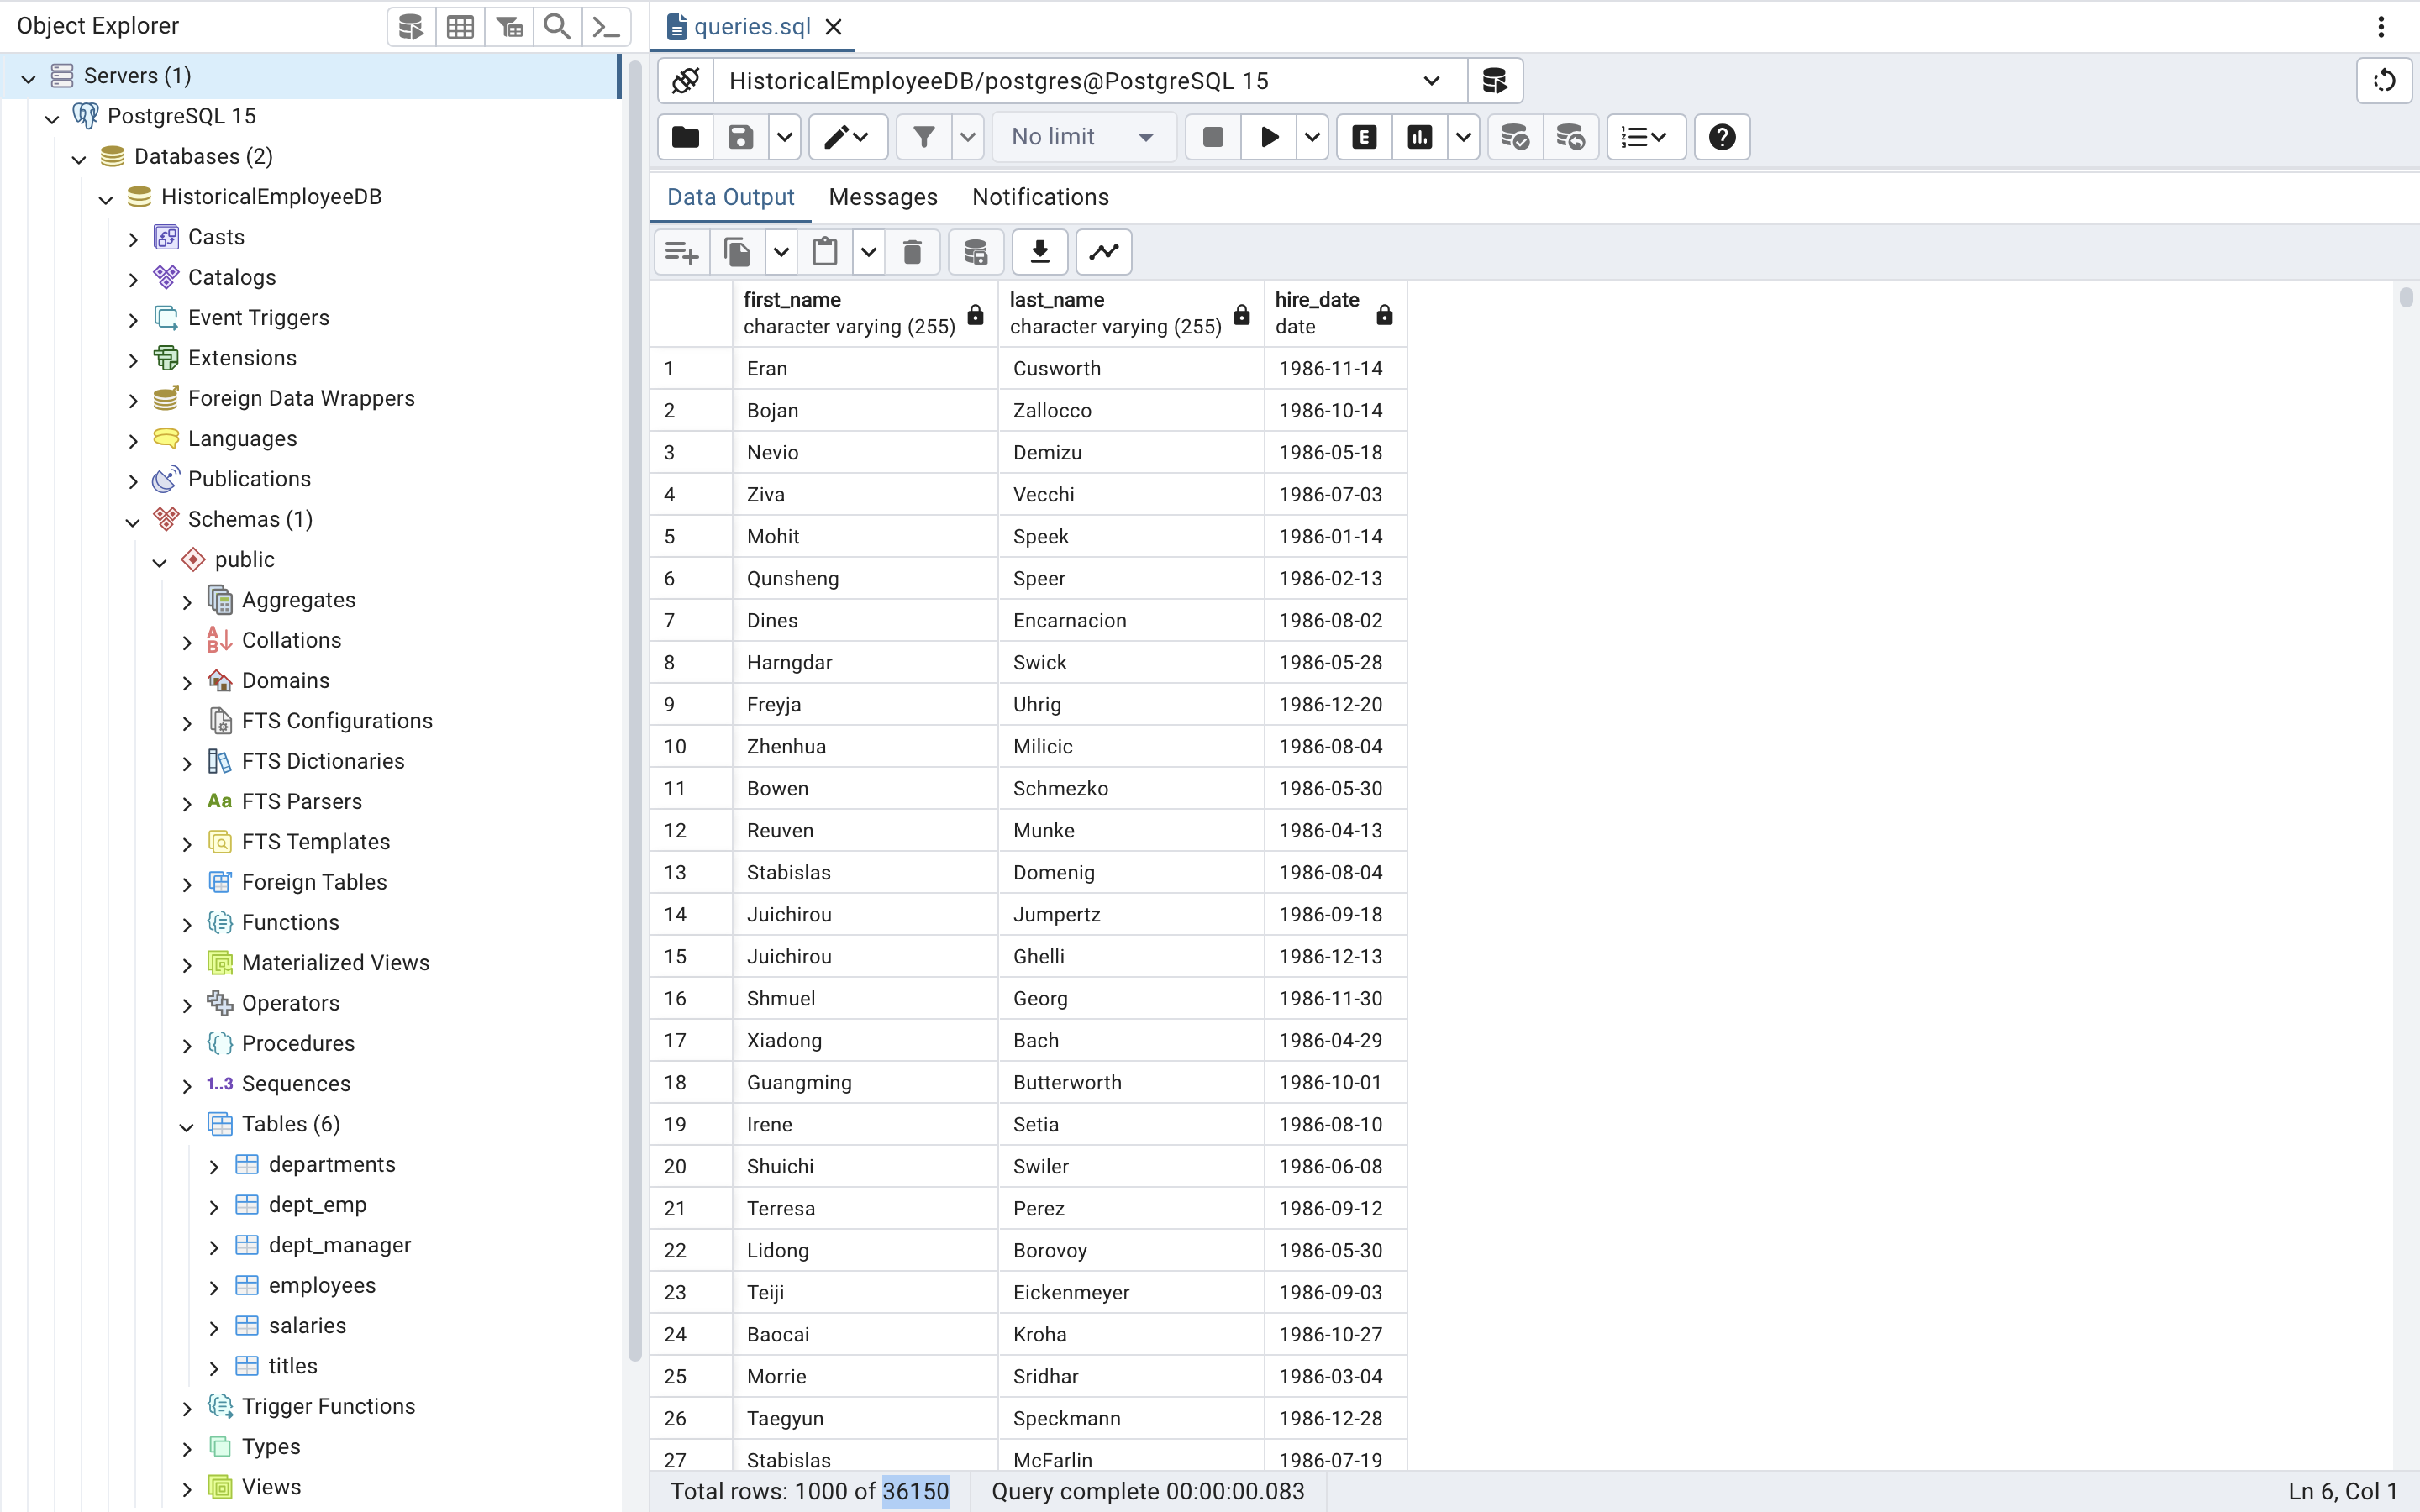 Object Explorer
Servers (1)
PostgreSQL 15
Databases (2)
HistoricalEmployeeDB
Casts
Catalogs
Event Triggers
Extensions
Foreign Data Wrappers
Languages
Publications
Schemas (1)
public
Aggregates
Collations
Domains
FTS Configurations
FTS Dictionaries
Aa FTS Parsers
FTS Templates
Foreign Tables
Functions
Materialized Views
Operators
Procedures
1..3 Sequences
Tables (6)
departments
dept_emp
dept_manager
employees
salaries
titles
Trigger Functions
Types
Views
queries.sql
HistoricalEmployeeDB/postgres@PostgreSQL 15
No limit E
Data Output Messages Notifications
first_name last_name hire_date
character varying (255) character varying (255) date
1 Eran Cusworth 1986-11-14
2 Bojan Zallocco 1986-10-14
3 Nevio Demizu 1986-05-18
4 Ziva Vecchi 1986-07-03
5 Mohit Speek 1986-01-14
6 Qunsheng Speer 1986-02-13
7 Dines Encarnacion 1986-08-02
8 Harngdar Swick 1986-05-28
9 Freyja Uhrig 1986-12-20
10 Zhenhua Milicic 1986-08-04
11 Bowen Schmezko 1986-05-30
12 Reuven Munke 1986-04-13
13 Stabislas Domenig 1986-08-04
14 Juichirou Jumpertz 1986-09-18
15 Juichirou Ghelli 1986-12-13
16 Shmuel Georg 1986-11-30
17 Xiadong Bach 1986-04-29
18 Guangming Butterworth 1986-10-01
19 Irene Setia 1986-08-10
20 Shuichi Swiler 1986-06-08
21 Terresa Perez 1986-09-12
22 Lidong Borovoy 1986-05-30
23 Teiji Eickenmeyer 1986-09-03
24 Baocai Kroha 1986-10-27
25 Morrie Sridhar 1986-03-04
26 Taegyun Speckmann 1986-12-28
27 Stabislas McFarlin 1986-07-19
Total rows: 1000 of 36150 Query complete 00:00:00.083 Ln 6, Col 1